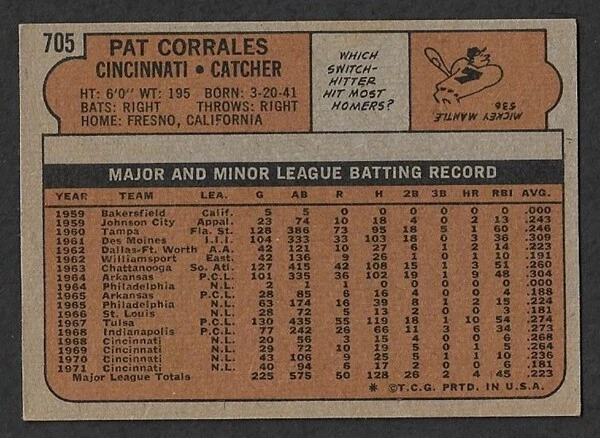 705
PAT CORRALES
CINCINNATI • CATCHER
HT: 6'0" WT: 195 BORN: 3-20-41
BATS: RIGHT THROWS: RIGHT
HOME: FRESNO, CALIFORNIA
WHICH
SWITCH-
HITTER
HIT MOST
HOMERS?
MICKEY MANTLE
536
MAJOR AND MINOR LEAGUE BATTING RECORD
YEAR TEAM LEA. G AB R H 2B 3B HR RBI AVG.
1959 Bakersfield Calif. 5 5 0 0 0 0 0 0 .000
1959 Johnson City Appal. 23 74 10 18 4 0 2 13 .243
1960 Tampa Fla. St. 128 386 73 95 18 5 1 60 .246
1961 Des Moines I.I.I. 104 333 33 103 18 0 3 36 .309
1962 Dallas-Ft. Worth A.A. 42 121 10 27 6 1 2 14 .223
1962 Williamsport East. 42 136 9 26 1 0 1 10 .191
1963 Chattanooga So. Atl. 127 415 42 108 15 1 3 51 .260
1964 Arkansas P.C.L. 101 335 36 102 19 1 9 48 .304
1964 Philadelphia N.L. 2 1 1 0 0 0 0 0 .000
1965 Arkansas P.C.L. 28 85 6 16 4 0 1 4 .188
1965 Philadelphia N.L. 63 174 16 39 8 1 2 15 .224
1966 St. Louis N.L. 28 72 5 13 2 0 0 3 .181
1967 Tulsa P.C.L. 130 435 55 119 18 1 10 54 .274
1968 Indianapolis P.C.L. 77 242 26 66 11 3 6 34 .273
1968 Cincinnati N.L. 20 56 3 15 4 0 0 6 .268
1969 Cincinnati N.L. 29 72 10 19 5 0 1 5 .264
1970 Cincinnati N.L. 43 106 9 25 5 1 1 10 .236
1971 Cincinnati N.L. 40 94 6 17 2 0 0 6 .181
Major League Totals 225 575 50 128 26 2 4 45 .223
* ©T.C.G. PRTD. IN U.S.A.